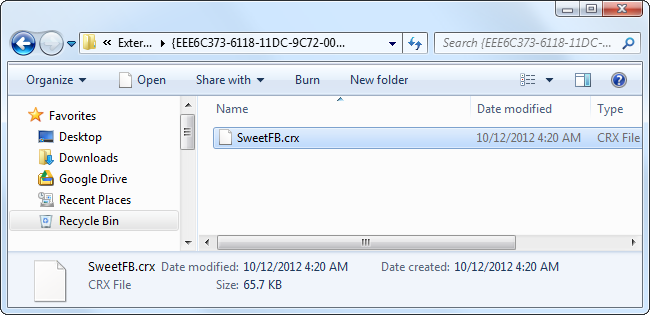 Exter... {EEE6C373-6118-11DC-9C72-00... Search {EEE6C373-6118-11DC-...
Organize Open Share with Burn New folder
Name Date modified Type
Favorites
Desktop
Downloads
Google Drive
Recent Places
Recycle Bin
SweetFB.crx 10/12/2012 4:20 AM CRX File
SweetFB.crx Date modified: 10/12/2012 4:20 AM Date created: 10/12/2012 4:20 AM
CRX File Size: 65.7 KB